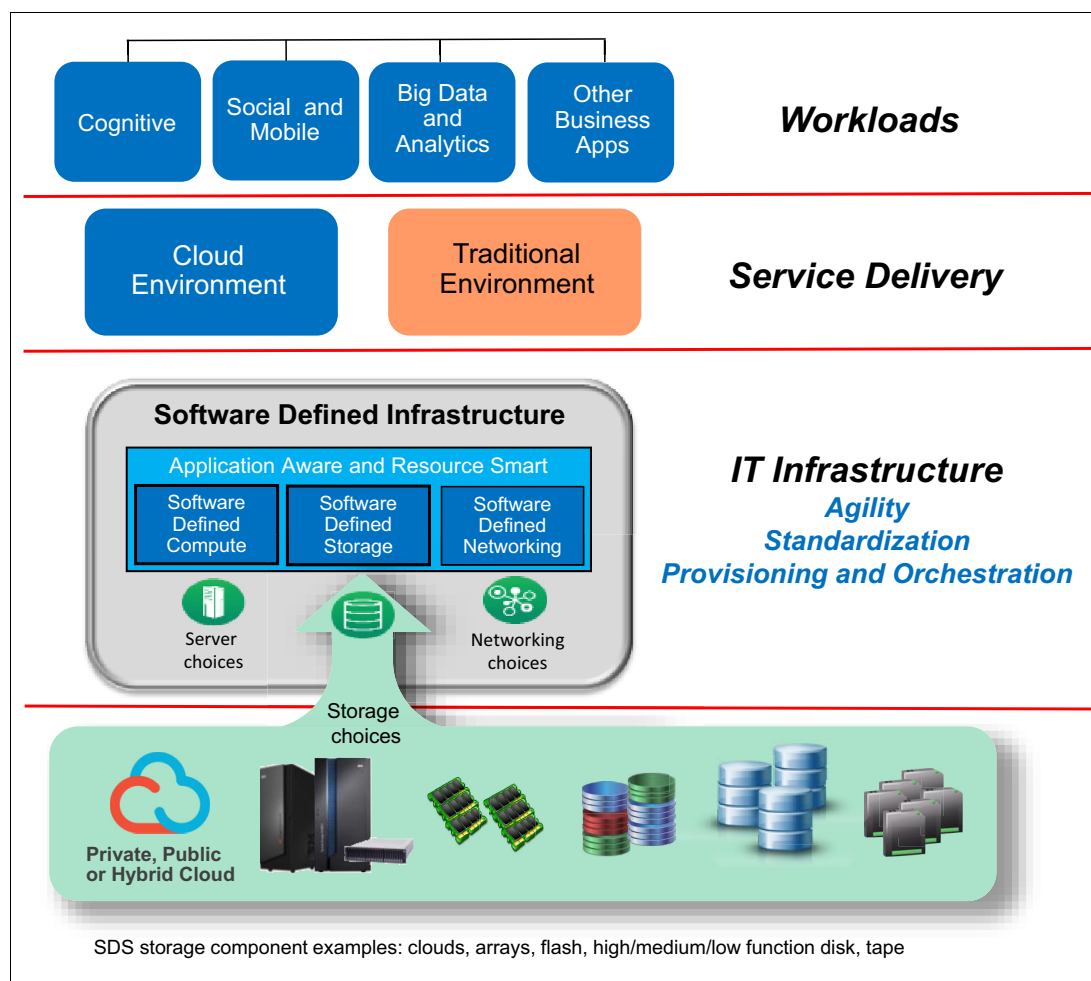 Cognitive
Social and
Mobile
Big Data
and
Analytics
Other
Business
Apps
Workloads
Cloud
Environment
Traditional
Environment
Service Delivery
Software Defined Infrastructure
Application Aware and Resource Smart
Software
Defined
Compute
Software
Defined
Storage
Software
Defined
Networking
Server
choices
Networking
choices
IT Infrastructure
Agility
Standardization
Provisioning and Orchestration
Storage
choices
Private, Public
or Hybrid Cloud
SDS storage component examples: clouds, arrays, flash, high/medium/low function disk, tape